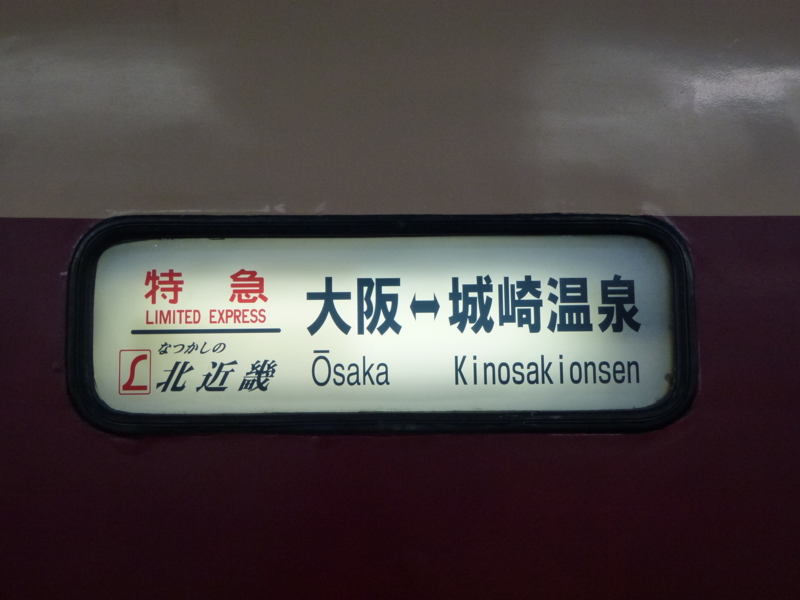 特急
LIMITED EXPRESS
L なつかしの
北近畿
大阪↔城崎温泉
Ōsaka Kinosakionsen